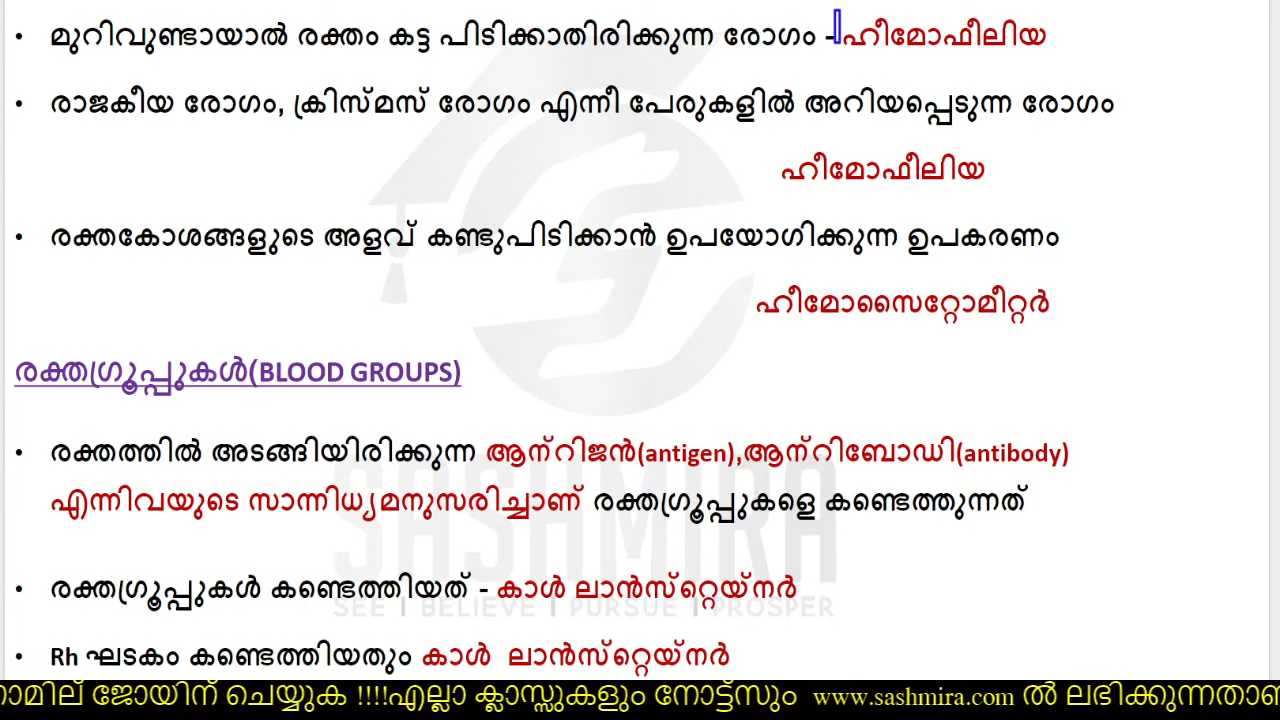 • മുറിവുണ്ടായാൽ രക്തം കട്ട പിടിക്കാതിരിക്കുന്ന രോഗം - ഹീമോഫീലിയ
• രാജകീയ രോഗം, ക്രിസ്മസ് രോഗം എന്നീ പേരുകളിൽ അറിയപ്പെടുന്ന രോഗം
ഹീമോഫീലിയ
• രക്തകോശങ്ങളുടെ അളവ് കണ്ടുപിടിക്കാൻ ഉപയോഗിക്കുന്ന ഉപകരണം
ഹീമോസൈറ്റോമീറ്റർ
രക്തഗ്രൂപ്പുകൾ(BLOOD GROUPS)
• രക്തത്തിൽ അടങ്ങിയിരിക്കുന്ന ആന്റിജൻ(antigen),ആന്റിബോഡി(antibody)
എന്നിവയുടെ സാന്നിധ്യമനുസരിച്ചാണ് രക്തഗ്രൂപ്പുകളെ കണ്ടെത്തുന്നത്
SASHMIRA
• രക്തഗ്രൂപ്പുകൾ കണ്ടെത്തിയത് - കാൾ ലാൻസ്റ്റെയ്നർ
SEE | BELIEVE | PURSUE | PROSPER
• Rh ഘടകം കണ്ടെത്തിയതും കാൾ ലാൻസ്റ്റെയ്നർ
ജോയിന് ചെയ്യുക !!!!എല്ലാ ക്ലാസ്സുകളും നോട്ട്സും www.sashmira.com ൽ